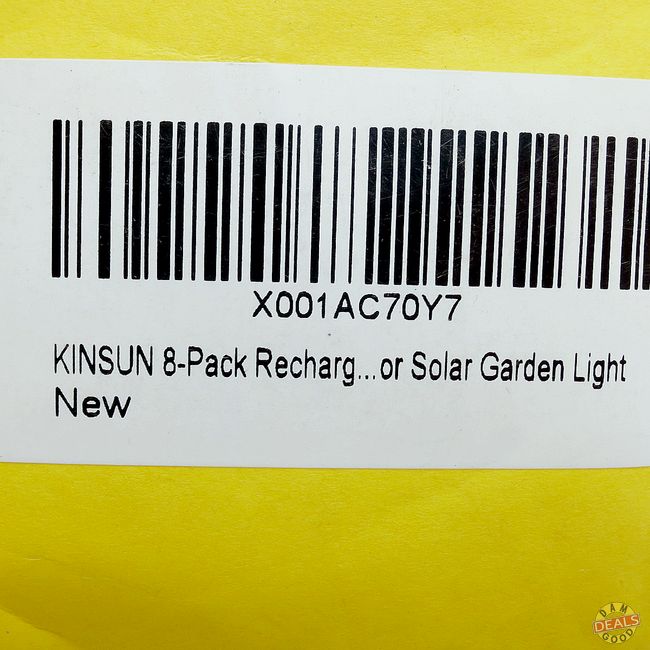 X001AC70Y7
KINSUN 8-Pack Recharg...or Solar Garden Light
New
DAM
DEALS
GOOD